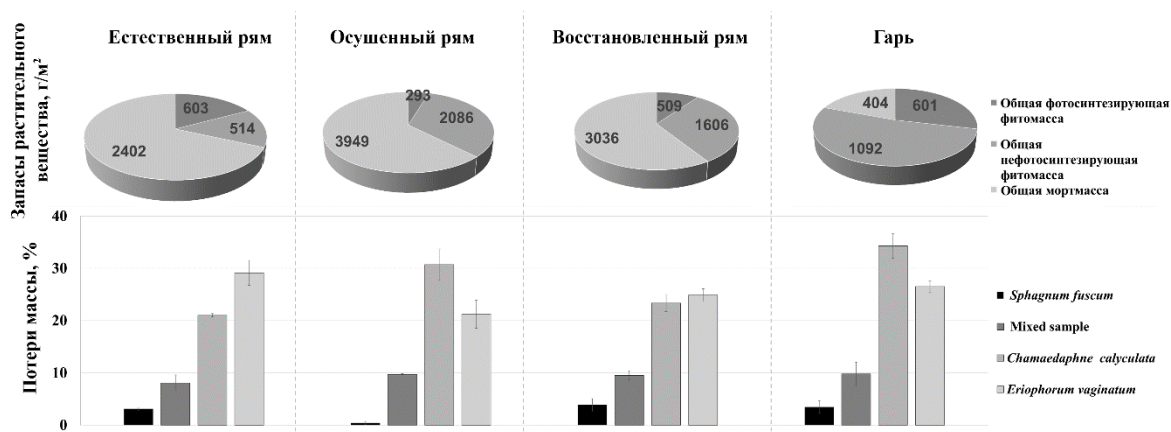 Естественный рям
Осушенный рям
Восстановленный рям
Гарь
Запасы растительного
вещества, г/м²
603
514
2402
293
2086
3949
509
1606
3036
404
601
1092
Общая фотосинтезирующая
фитомасса
Общая
нефотосинтезирующая
фитомасса
Общая мортмасса
Потери массы, %
40
30
20
10
0
Sphagnum fuscum
Mixed sample
Chamaedaphne calyculata
Eriophorum vaginatum